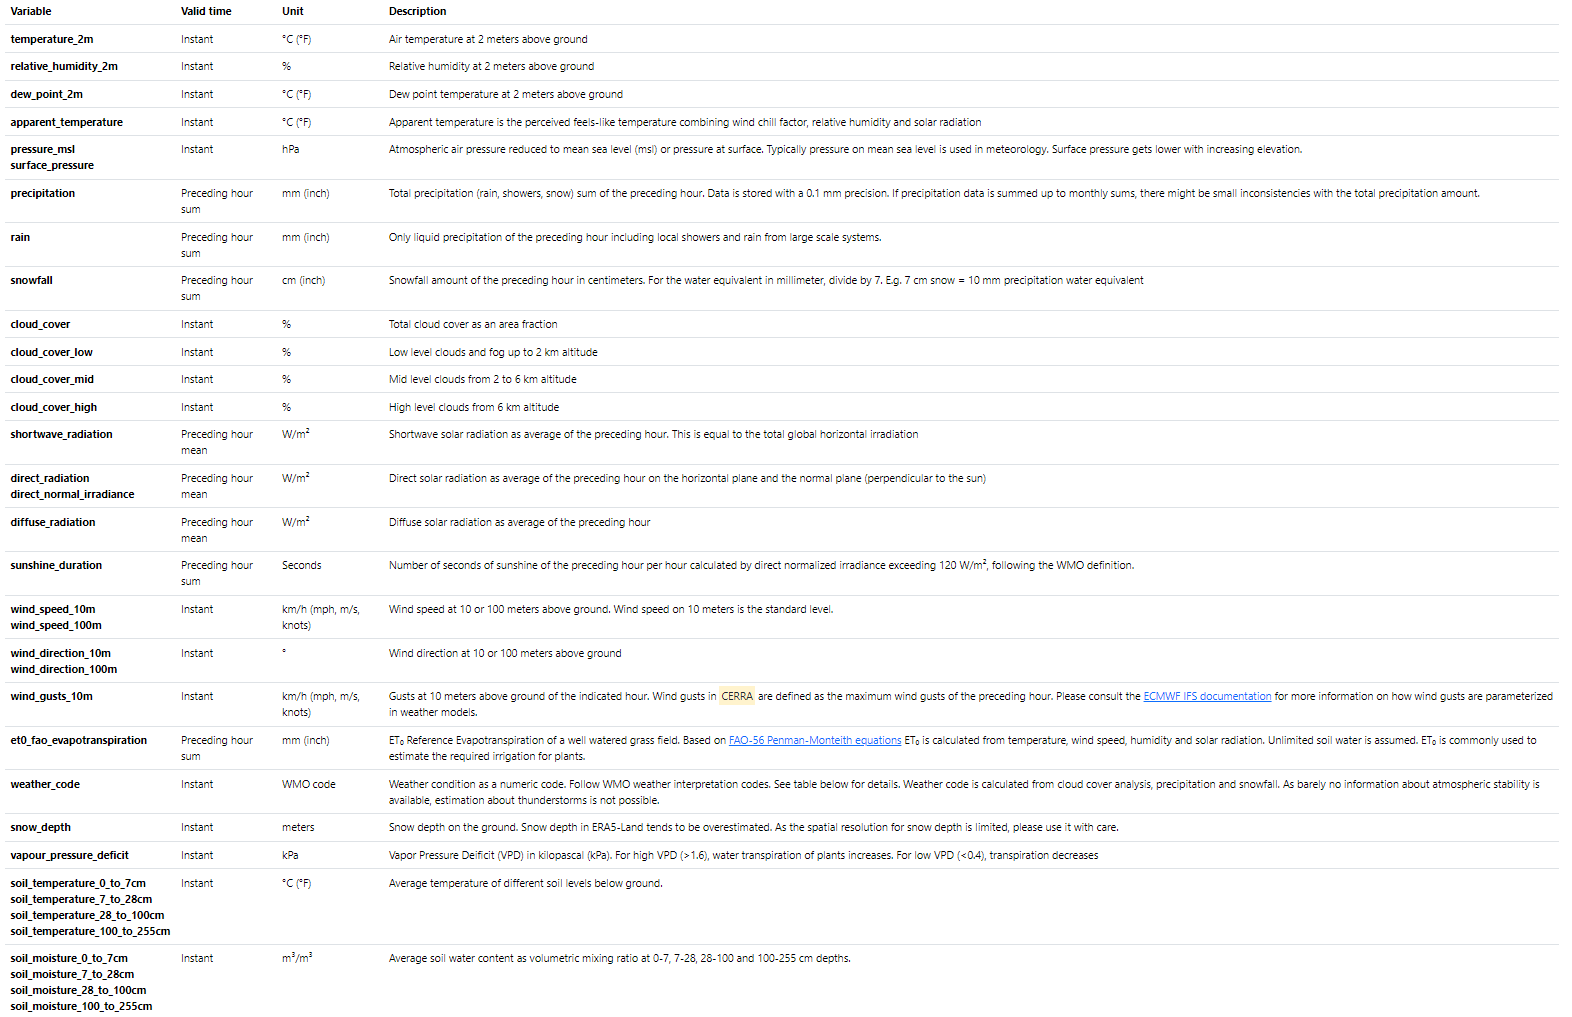 Variable Valid time Unit Description
temperature_2m Instant °C (°F) Air temperature at 2 meters above ground
relative_humidity_2m Instant % Relative humidity at 2 meters above ground
dew_point_2m Instant °C (°F) Dew point temperature at 2 meters above ground
apparent_temperature Instant °C (°F) Apparent temperature is the perceived feels-like temperature combining wind chill factor, relative humidity and solar radiation
pressure_msl Instant hPa Atmospheric air pressure reduced to mean sea level (msl) or pressure at surface. Typically pressure on mean sea level is used in meteorology. Surface pressure gets lower with increasing elevation.
surface_pressure
precipitation Preceding hour mm (inch) Total precipitation (rain, showers, snow) sum of the preceding hour. Data is stored with a 0.1 mm precision. If precipitation data is summed up to monthly sums, there might be small inconsistencies with the total precipitation amount.
sum
rain Preceding hour mm (inch) Only liquid precipitation of the preceding hour including local showers and rain from large scale systems.
sum
snowfall Preceding hour cm (inch) Snowfall amount of the preceding hour in centimeters. For the water equivalent in millimeter, divide by 7. E.g. 7 cm snow = 10 mm precipitation water equivalent
sum
cloud_cover Instant % Total cloud cover as an area fraction
cloud_cover_low Instant % Low level clouds and fog up to 2 km altitude
cloud_cover_mid Instant % Mid level clouds from 2 to 6 km altitude
cloud_cover_high Instant % High level clouds from 6 km altitude
shortwave_radiation Preceding hour W/m² Shortwave solar radiation as average of the preceding hour. This is equal to the total global horizontal irradiation
mean
direct_radiation Preceding hour W/m² Direct solar radiation as average of the preceding hour on the horizontal plane and the normal plane (perpendicular to the sun)
direct_normal_irradiance mean
diffuse_radiation Preceding hour W/m² Diffuse solar radiation as average of the preceding hour
mean
sunshine_duration Preceding hour Seconds Number of seconds of sunshine of the preceding hour per hour calculated by direct normalized irradiance exceeding 120 W/m², following the WMO definition.
sum
wind_speed_10m Instant km/h (mph, m/s, Wind speed at 10 or 100 meters above ground. Wind speed on 10 meters is the standard level.
wind_speed_100m knots)
wind_direction_10m Instant ° Wind direction at 10 or 100 meters above ground
wind_direction_100m
wind_gusts_10m Instant km/h (mph, m/s, Gusts at 10 meters above ground of the indicated hour. Wind gusts in CERRA are defined as the maximum wind gusts of the preceding hour. Please consult the ECMWF IFS documentation for more information on how wind gusts are parameterized
knots) in weather models.
et0_fao_evapotranspiration Preceding hour mm (inch) ET₀ Reference Evapotranspiration of a well watered grass field. Based on FAO-56 Penman-Monteith equations ET₀ is calculated from temperature, wind speed, humidity and solar radiation. Unlimited soil water is assumed. ET₀ is commonly used to
sum estimate the required irrigation for plants.
weather_code Instant WMO code Weather condition as a numeric code. Follow WMO weather interpretation codes. See table below for details. Weather code is calculated from cloud cover analysis, precipitation and snowfall. As barely no information about atmospheric stability is
available, estimation about thunderstorms is not possible.
snow_depth Instant meters Snow depth on the ground. Snow depth in ERA5-Land tends to be overestimated. As the spatial resolution for snow depth is limited, please use it with care.
vapour_pressure_deficit Instant kPa Vapor Pressure Deificit (VPD) in kilopascal (kPa). For high VPD (>1.6), water transpiration of plants increases. For low VPD (<0.4), transpiration decreases
soil_temperature_0_to_7cm Instant °C (°F) Average temperature of different soil levels below ground.
soil_temperature_7_to_28cm
soil_temperature_28_to_100cm
soil_temperature_100_to_255cm
soil_moisture_0_to_7cm Instant m³/m³ Average soil water content as volumetric mixing ratio at 0-7, 7-28, 28-100 and 100-255 cm depths.
soil_moisture_7_to_28cm
soil_moisture_28_to_100cm
soil_moisture_100_to_255cm